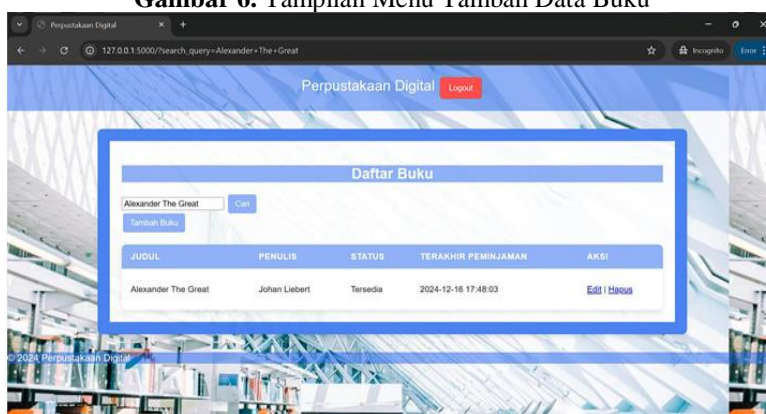 Gambar 6. Tampilan Menu Tambah Data Buku
Perpustakaan Digital
127.0.0.1:5000/?search_query=Alexander+The+Great
Incognito
Error
Perpustakaan Digital Logout
Daftar Buku
Alexander The Great Cari
Tambah Buku
JUDUL PENULIS STATUS TERAKHIR PEMINJAMAN AKSI
Alexander The Great Johan Liebert Tersedia 2024-12-16 17:48:03 Edit | Hapus
© 2024 Perpustakaan Digital